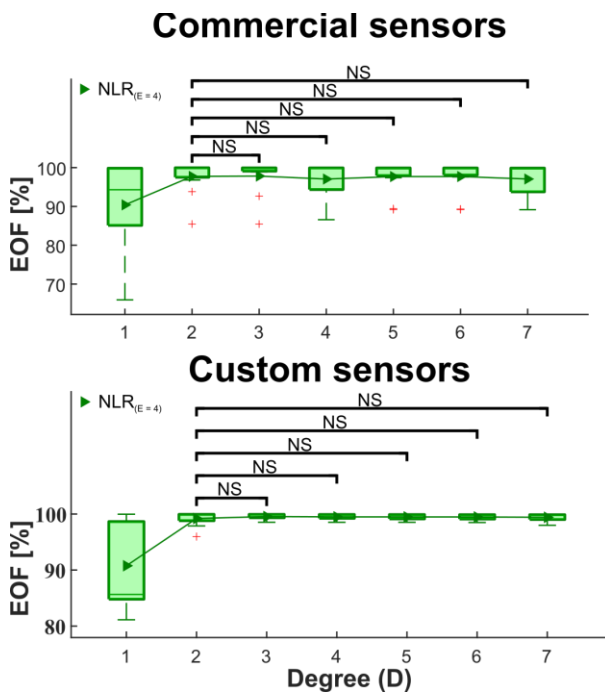 Commercial sensors
NLR(E = 4)
NS
NS
NS
NS
NS
EOF [%]
100
90
80
70
1 2 3 4 5 6 7
Custom sensors
NLR(E = 4)
NS
NS
NS
NS
NS
EOF [%]
100
90
80
1 2 3 4 5 6 7
Degree (D)